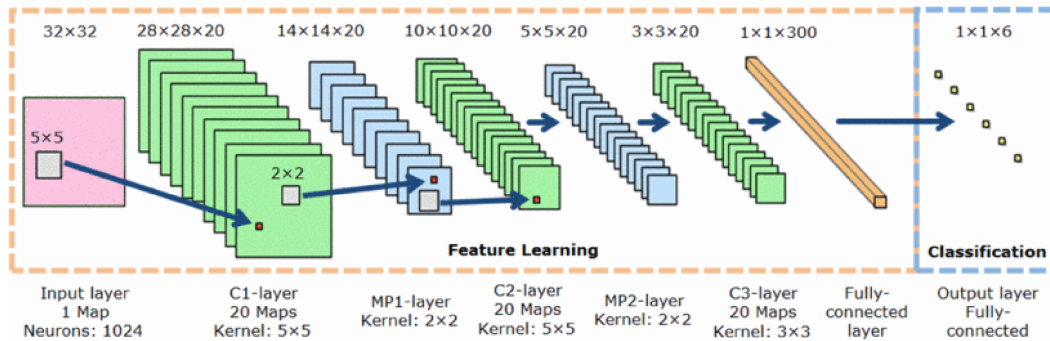 32×32
28×28×20
14×14×20
10×10×20
5×5×20
3×3×20
1×1×300
1×1×6
5×5
2×2
Feature Learning
Classification
Input layer
1 Map
Neurons: 1024
C1-layer
20 Maps
Kernel: 5×5
MP1-layer
Kernel: 2×2
C2-layer
20 Maps
Kernel: 5×5
MP2-layer
Kernel: 2×2
C3-layer
20 Maps
Kernel: 3×3
Fully-
connected
layer
Output layer
Fully-
connected